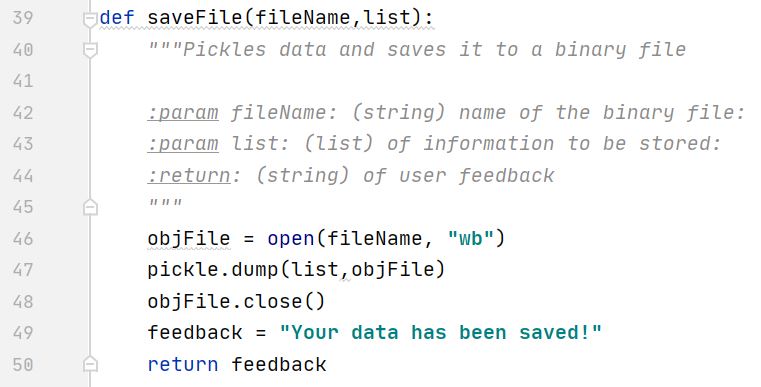 39 def saveFile(fileName,list):
40     """Pickles data and saves it to a binary file
41
42     :param fileName: (string) name of the binary file:
43     :param list: (list) of information to be stored:
44     :return: (string) of user feedback
45     """
46     objFile = open(fileName, "wb")
47     pickle.dump(list,objFile)
48     objFile.close()
49     feedback = "Your data has been saved!"
50     return feedback